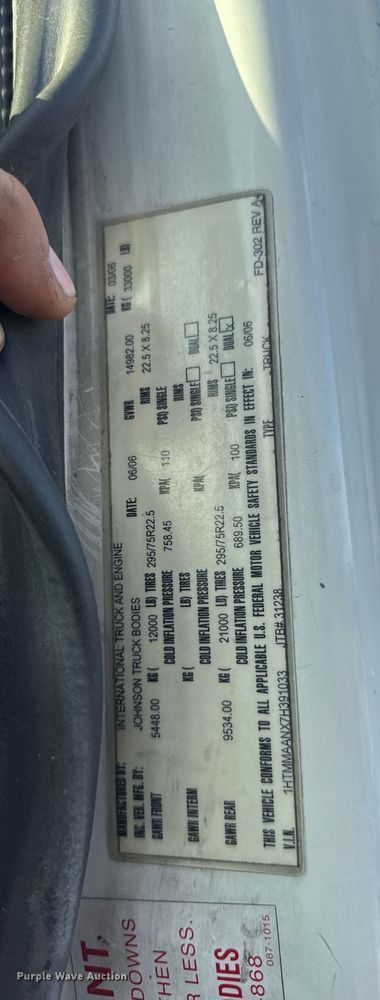 MANUFACTURED BY: INTERNATIONAL TRUCK AND ENGINE DATE: 03/06
INC. VEH. MFG. BY: JOHNSON TRUCK BODIES DATE: 06/06 GVWR 14982.00 KG ( 33000 LB)
GAWR FRONT 5448.00 KG ( 12000 LB) TIRES 295/75R22.5 RIMS 22.5 X 8.25
COLD INFLATION PRESSURE 758.45 KPA( 110 PSI) SINGLE
GAWR INTERM KG ( LB) TIRES RIMS
COLD INFLATION PRESSURE KPA( PSI) SINGLE DUAL
GAWR REAR 9534.00 KG ( 21000 LB) TIRES 295/75R22.5 RIMS 22.5 X 8.25
COLD INFLATION PRESSURE 689.50 KPA( 100 PSI) SINGLE DUAL X
THIS VEHICLE CONFORMS TO ALL APPLICABLE U.S. FEDERAL MOTOR VEHICLE SAFETY STANDARDS IN EFFECT IN: 06/06
V.I.N. 1HTMMAANX7H391033 JTB# 31238 TYPE TRUCK FD-302 REV A
NT
DOWNS
HEN
R LESS.
DIES
868
087-1015
Purple Wave Auction